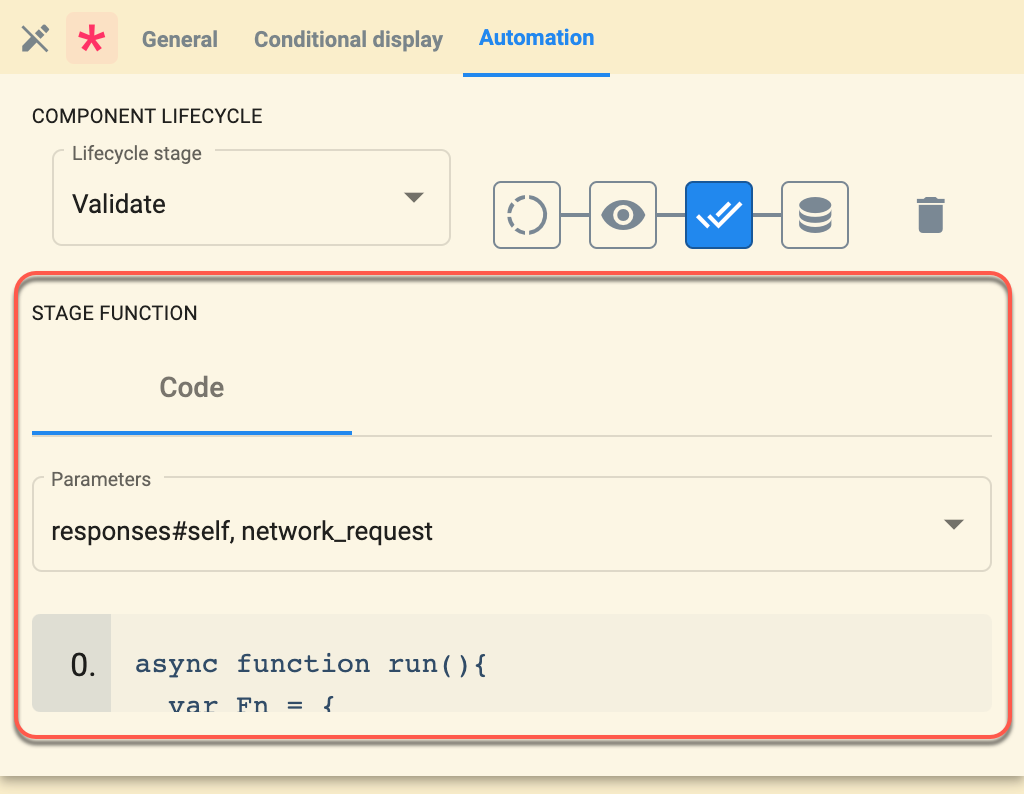 General Conditional display Automation
COMPONENT LIFECYCLE
Lifecycle stage
Validate
STAGE FUNCTION
Code
Parameters
responses#self, network_request
0. async function run(){
var Fn = {